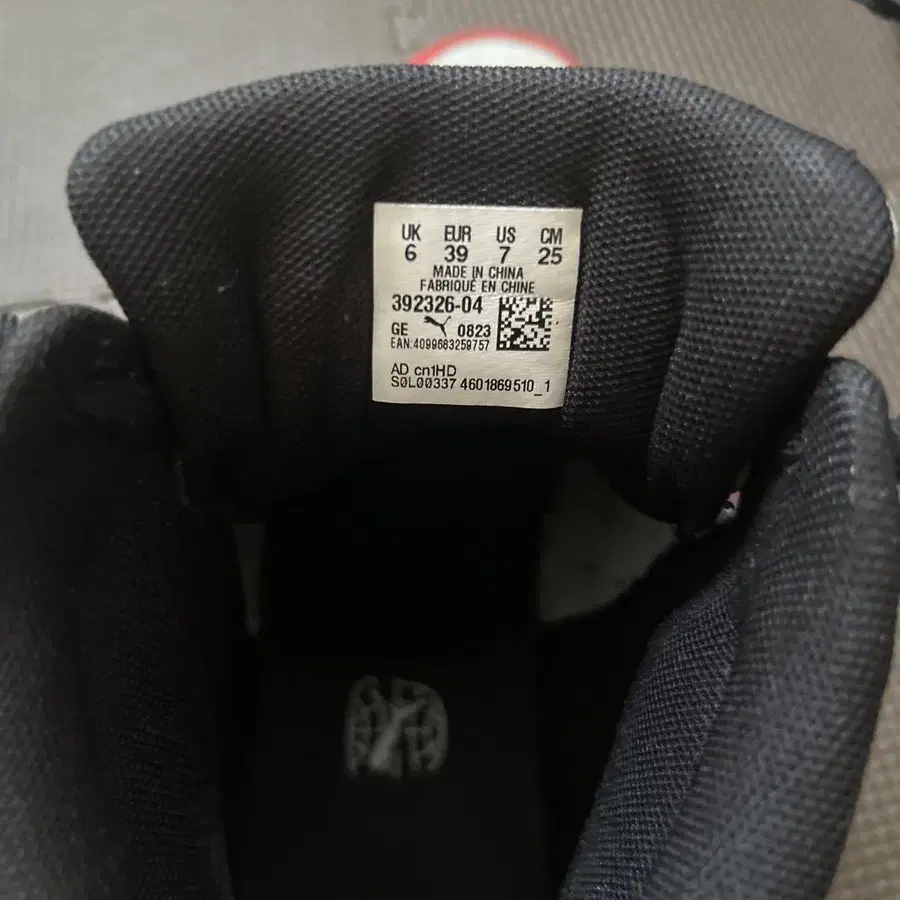 UK EUR US CM
6 39 7 25
MADE IN CHINA
FABRIQUÉ EN CHINE
392326-04
GE 0823
EAN:4099683259757
AD cn1HD
S0L00337 4601869510_1